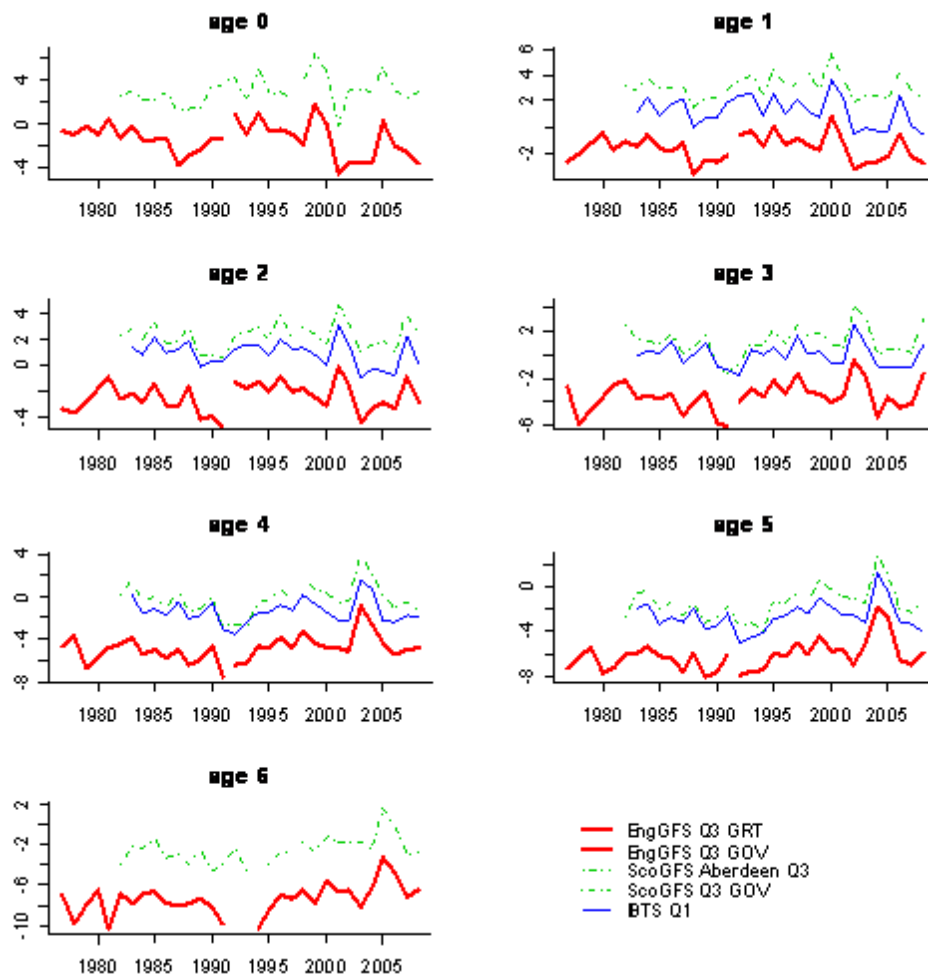 age 0
4
0
-4
1980 1985 1990 1995 2000 2005
age 1
6
4
2
-2
1980 1985 1990 1995 2000 2005
age 2
4
2
0
-4
1980 1985 1990 1995 2000 2005
age 3
2
-2
-6
1980 1985 1990 1995 2000 2005
age 4
4
0
-4
-8
1980 1985 1990 1995 2000 2005
age 5
0
-4
-8
1980 1985 1990 1995 2000 2005
age 6
2
-2
-6
-10
1980 1985 1990 1995 2000 2005
EngGFS Q3 GRT
EngGFS Q3 GOV
ScoGFS Aberdeen Q3
ScoGFS Q3 GOV
IBTS Q1